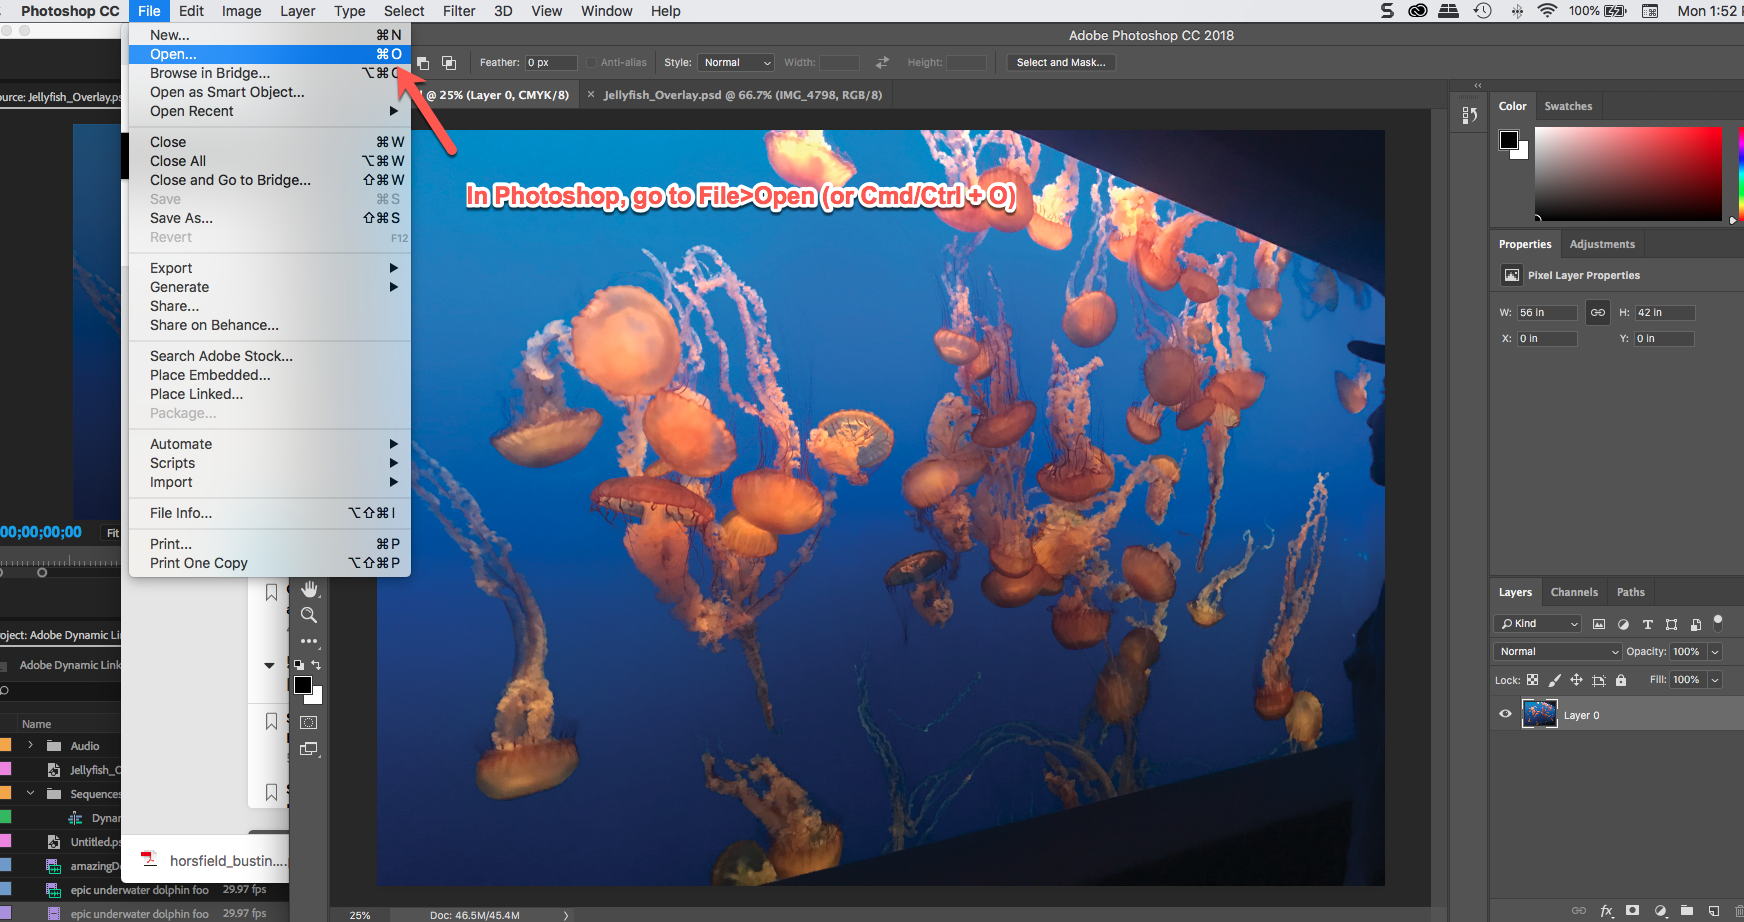 Photoshop CC File Edit Image Layer Type Select Filter 3D View Window Help 100% Mon 1:52
Adobe Photoshop CC 2018
New... ⌘N
Open... ⌘O
Browse in Bridge... ⌥⌘O
Open as Smart Object...
Open Recent
Close ⌘W
Close All ⌥⌘W
Close and Go to Bridge... ⇧⌘W
Save ⌘S
Save As... ⇧⌘S
Revert F12
Export
Generate
Share...
Share on Behance...
Search Adobe Stock...
Place Embedded...
Place Linked...
Package...
Automate
Scripts
Import
File Info... ⌥⇧⌘I
Print... ⌘P
Print One Copy ⌥⇧⌘P
Feather: 0 px Anti-alias Style: Normal Width: Height: Select and Mask...
@ 25% (Layer 0, CMYK/8) × Jellyfish_Overlay.psd @ 66.7% (IMG_4798, RGB/8)
In Photoshop, go to File>Open (or Cmd/Ctrl + O)
ource: Jellyfish_Overlay.ps
00;00;00;00 Fit
oject: Adobe Dynamic Lin
Adobe Dynamic Link
Name
Audio
Jellyfish_O
Sequences
Dynar
Untitled.ps
amazingDo
epic underwater dolphin foo 29.97 fps
epic underwater dolphin foo 29.97 fps
horsfield_bustin....
25% Doc: 46.5M/45.4M
Color Swatches
Properties Adjustments
Pixel Layer Properties
W: 56 in H: 42 in
X: 0 in Y: 0 in
Layers Channels Paths
Kind
Normal Opacity: 100%
Lock: Fill: 100%
Layer 0
fx